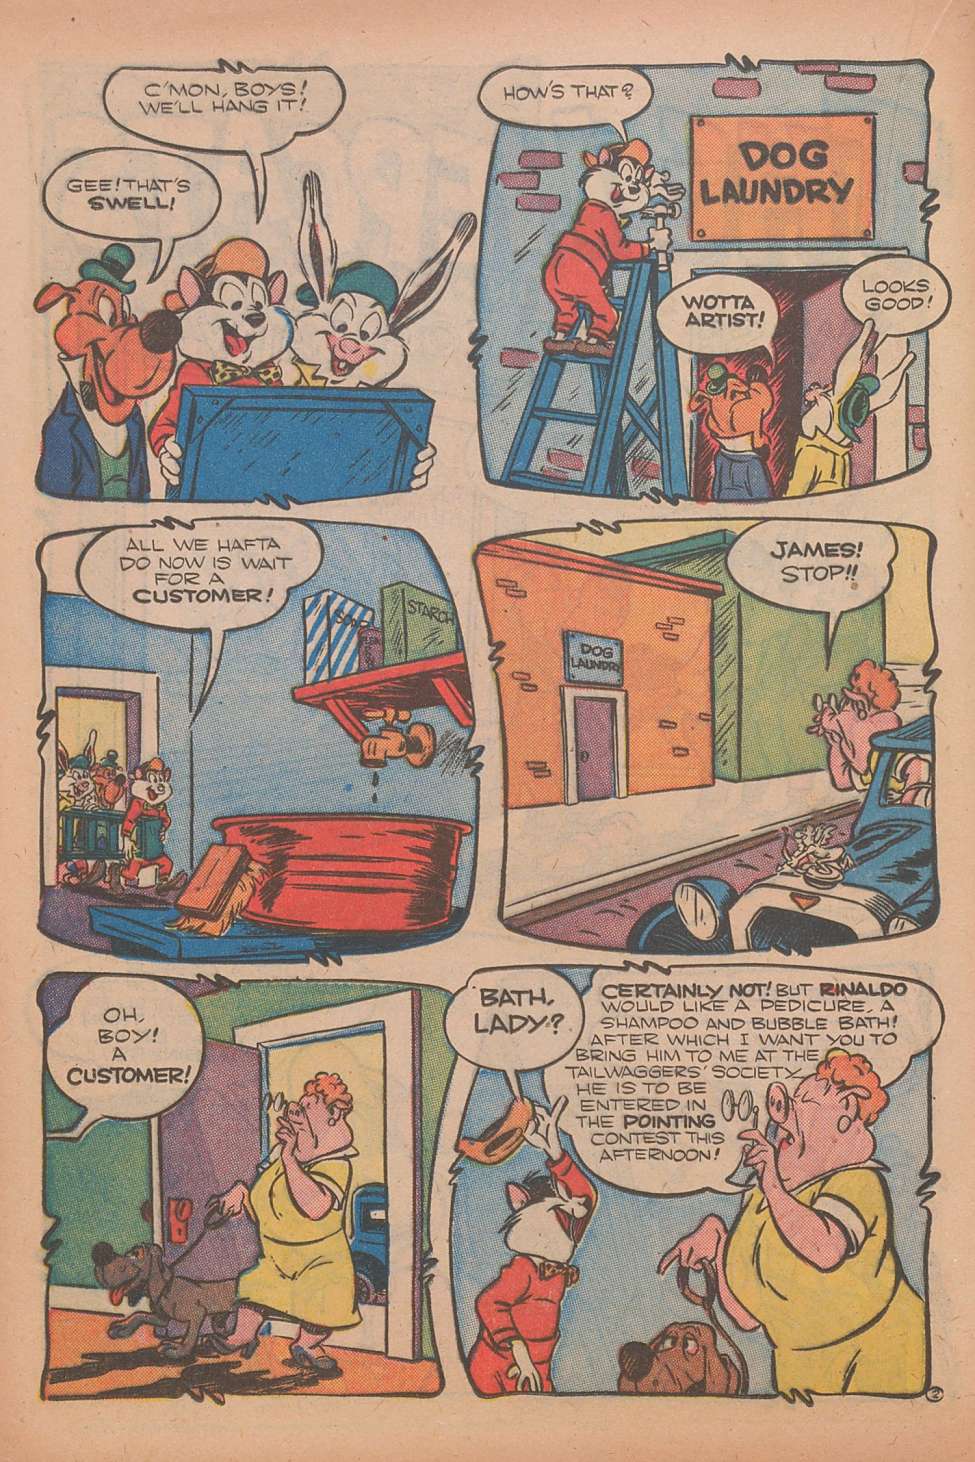 C'MON, BOYS!
WE'LL HANG IT!
GEE! THAT'S
SWELL!
HOW'S THAT?
DOG
LAUNDRY
WOTTA
ARTIST!
LOOKS
GOOD!
ALL WE HAFTA
DO NOW IS WAIT
FOR A
CUSTOMER!
SOAP
STARCH
JAMES!
STOP!!
DOG
LAUNDRY
OH,
BOY!
A
CUSTOMER!
BATH,
LADY?
CERTAINLY NOT! BUT RINALDO
WOULD LIKE A PEDICURE, A
SHAMPOO AND BUBBLE BATH!
AFTER WHICH I WANT YOU TO
BRING HIM TO ME AT THE
TAILWAGGERS' SOCIETY.
HE IS TO BE
ENTERED IN
THE POINTING
CONTEST THIS
AFTERNOON!
2